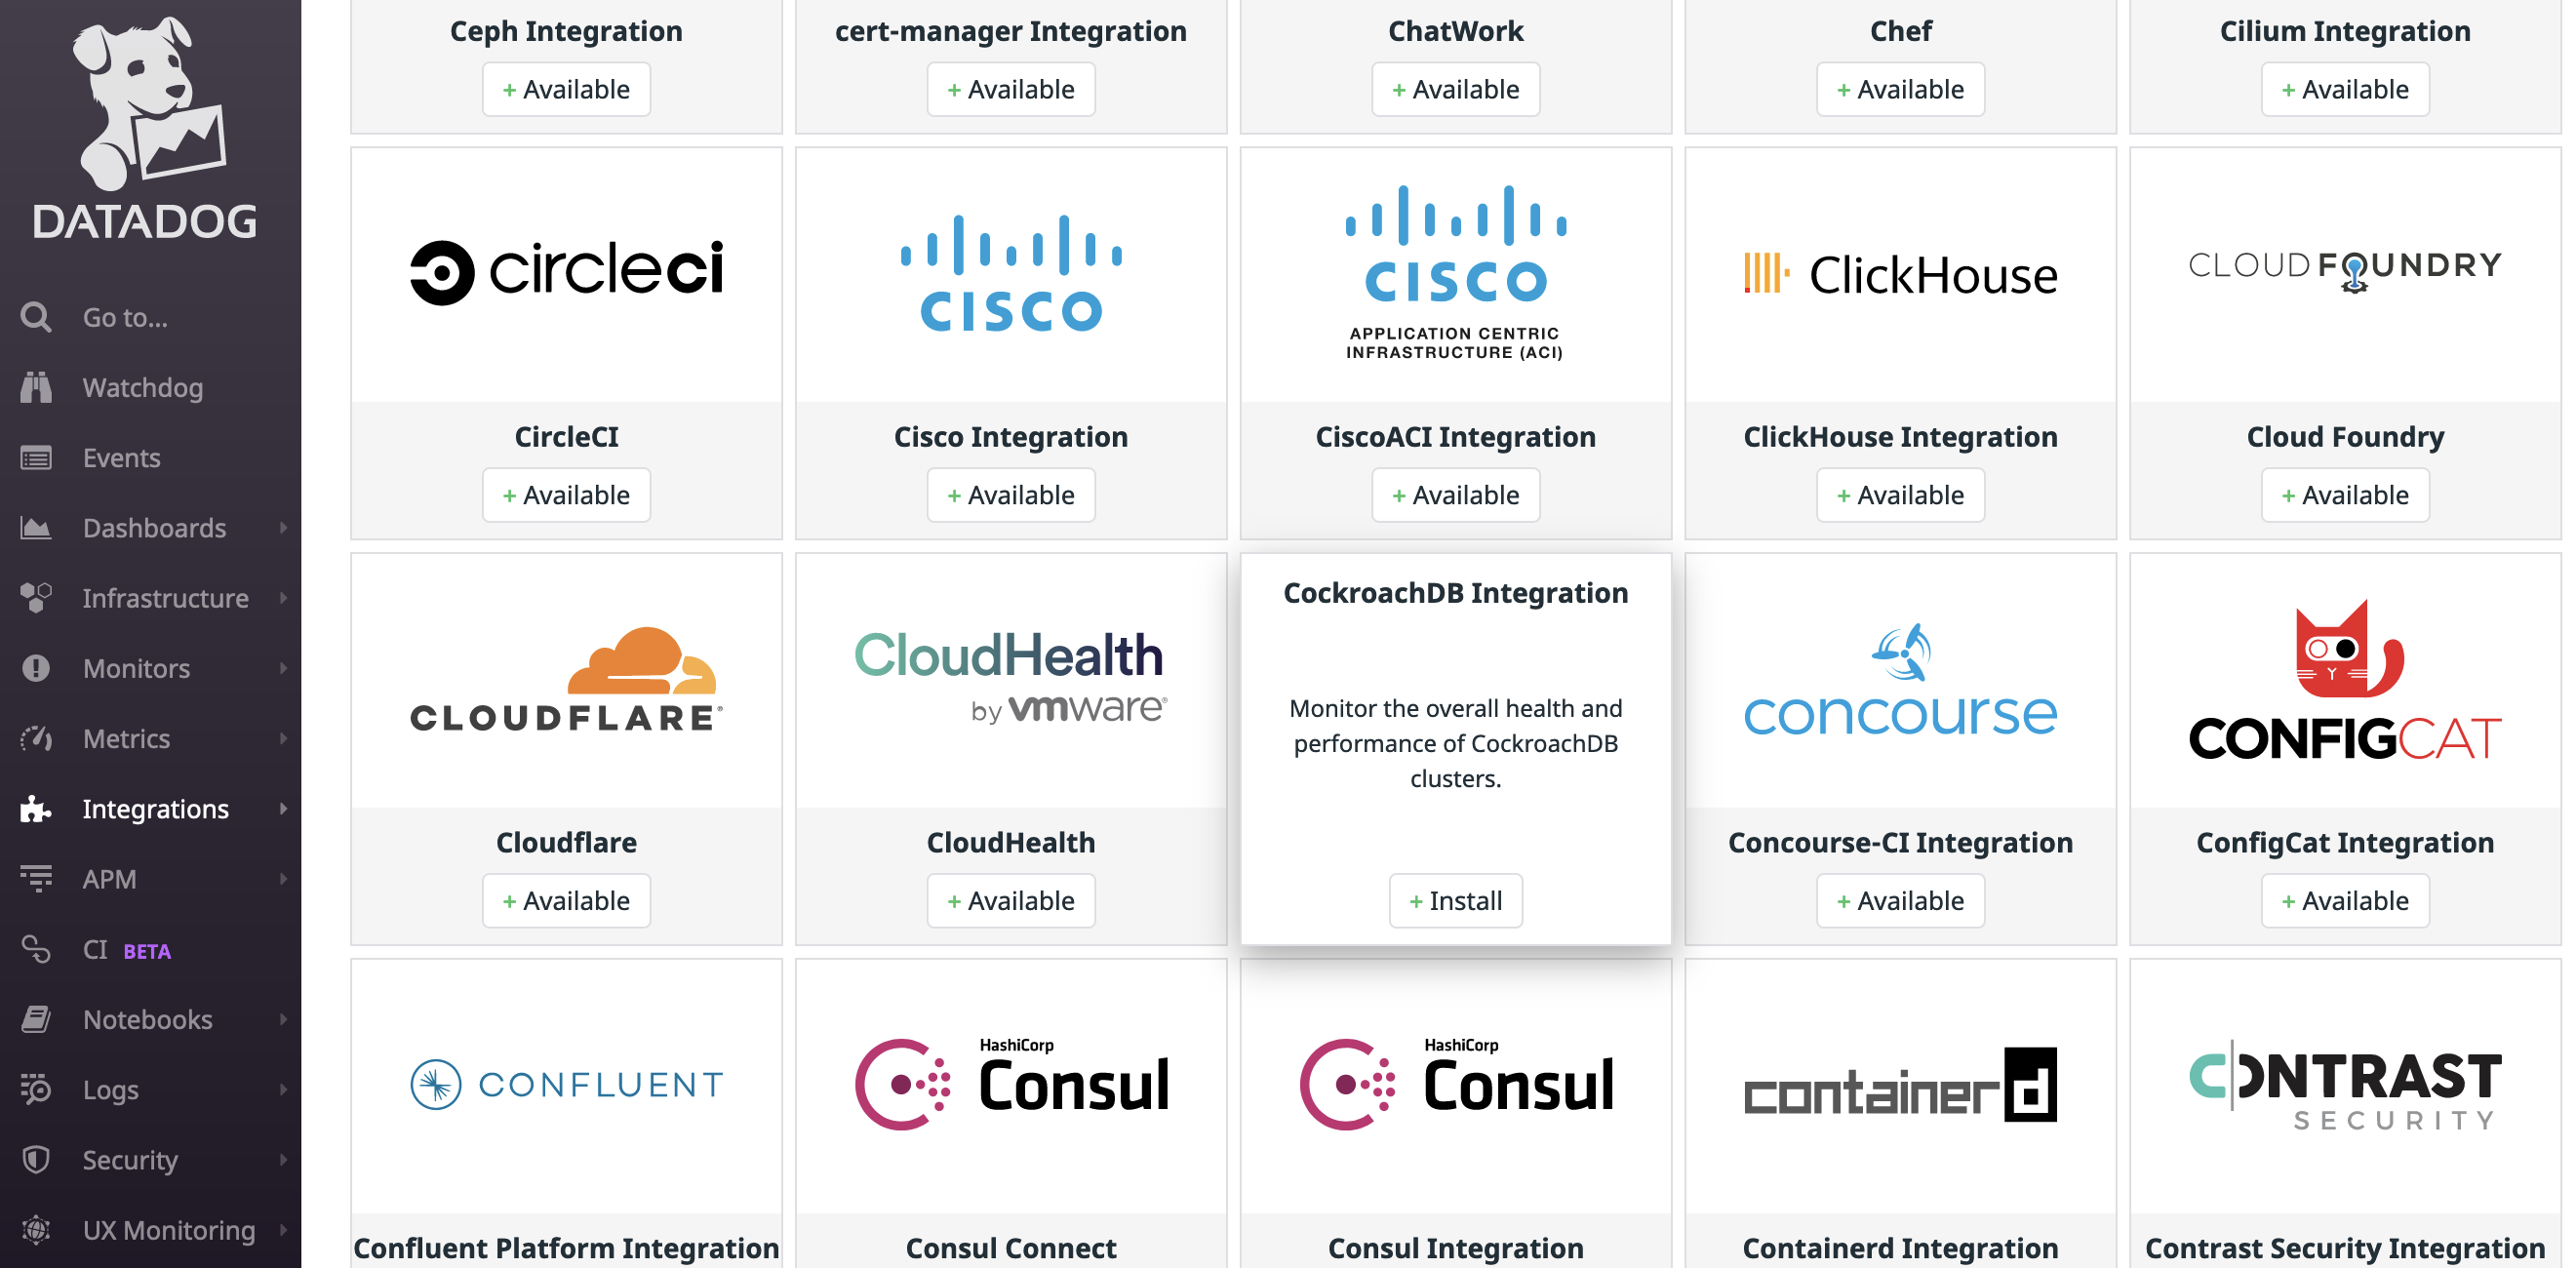 DATADOG
Go to...
Watchdog
Events
Dashboards
Infrastructure
Monitors
Metrics
Integrations
APM
CI BETA
Notebooks
Logs
Security
UX Monitoring
Ceph Integration
+ Available
cert-manager Integration
+ Available
ChatWork
+ Available
Chef
+ Available
Cilium Integration
+ Available
circleci
CircleCI
+ Available
CISCO
Cisco Integration
+ Available
CISCO
APPLICATION CENTRIC
INFRASTRUCTURE (ACI)
CiscoACI Integration
+ Available
ClickHouse
ClickHouse Integration
+ Available
CLOUD FOUNDRY
Cloud Foundry
+ Available
CLOUDFLARE®
Cloudflare
+ Available
CloudHealth
by vmware®
CloudHealth
+ Available
CockroachDB Integration
Monitor the overall health and
performance of CockroachDB
clusters.
+ Install
concourse
Concourse-CI Integration
+ Available
CONFIGCAT
ConfigCat Integration
+ Available
CONFLUENT
Confluent Platform Integration
HashiCorp
Consul
Consul Connect
HashiCorp
Consul
Consul Integration
containerd
Containerd Integration
CONTRAST
SECURITY
Contrast Security Integration